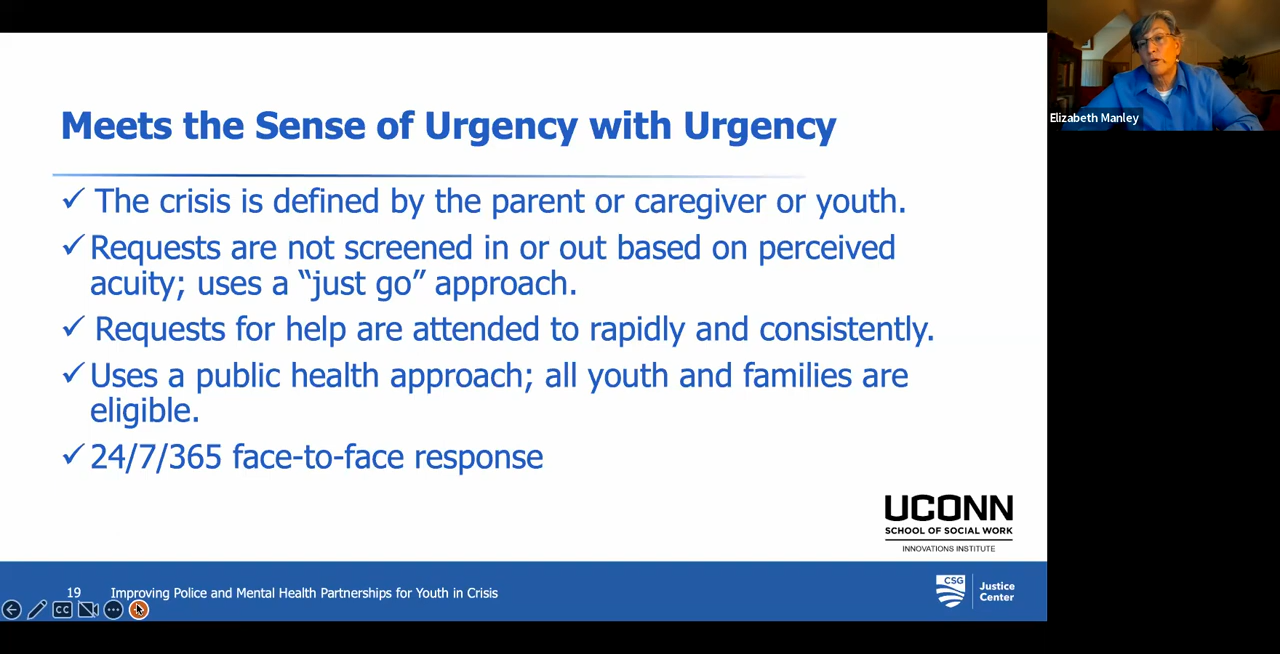 Meets the Sense of Urgency with Urgency
Elizabeth Manley
✓ The crisis is defined by the parent or caregiver or youth.
✓ Requests are not screened in or out based on perceived
acuity; uses a “just go” approach.
✓ Requests for help are attended to rapidly and consistently.
✓ Uses a public health approach; all youth and families are
eligible.
✓ 24/7/365 face-to-face response
UCONN
SCHOOL OF SOCIAL WORK
INNOVATIONS INSTITUTE
19 Improving Police and Mental Health Partnerships for Youth in Crisis
CSG Justice
Center
CC